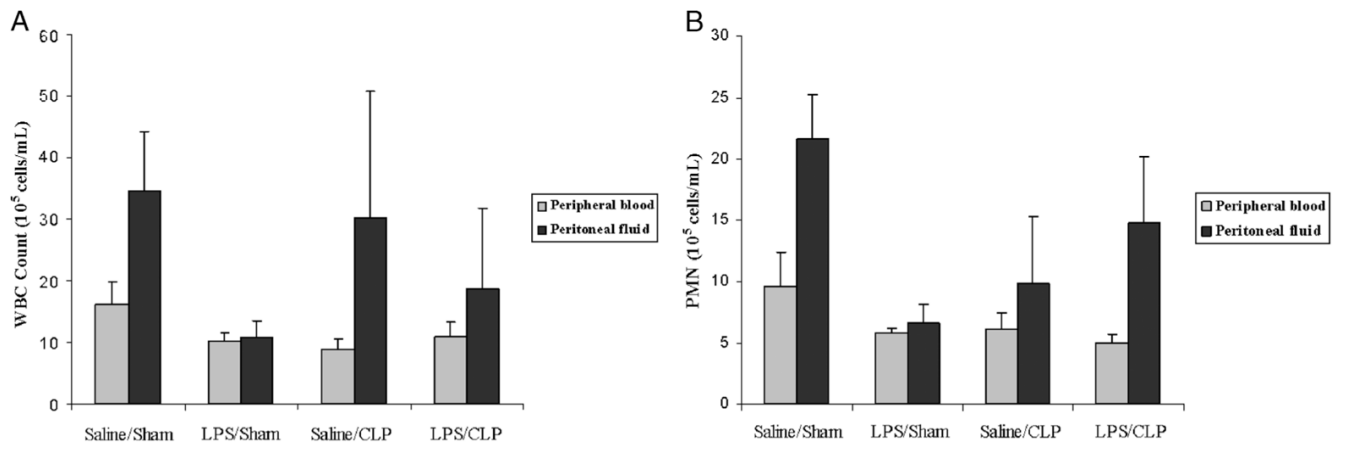 A
WBC Count (10⁵ cells/mL)
60
50
40
30
20
10
0
Saline/Sham LPS/Sham Saline/CLP LPS/CLP
Peripheral blood
Peritoneal fluid
B
PMN (10⁵ cells/mL)
30
25
20
15
10
5
0
Saline/Sham LPS/Sham Saline/CLP LPS/CLP
Peripheral blood
Peritoneal fluid